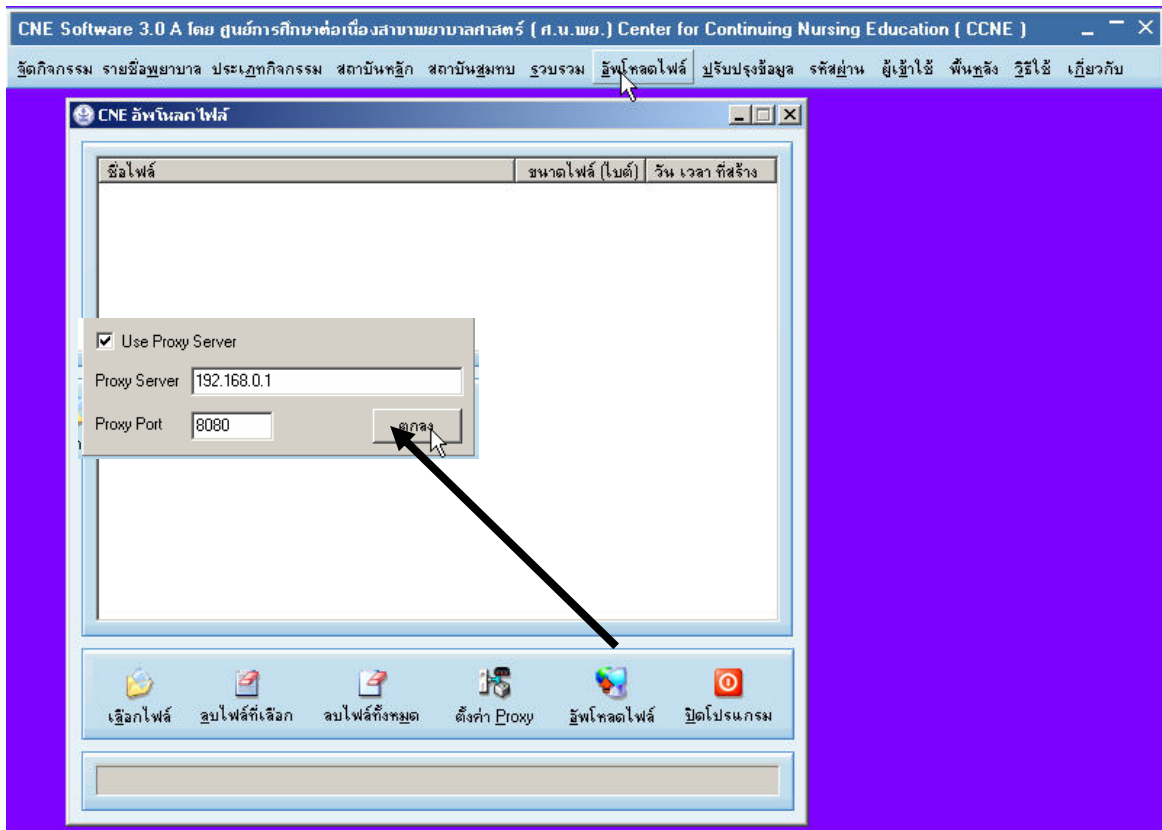 CNE Software 3.0 A โดย ศูนย์การศึกษาต่อเนื่องสาขาพยาบาลศาสตร์ ( ศ.น.พย.) Center for Continuing Nursing Education ( CCNE )
จัดกิจกรรม รายชื่อพยาบาล ประเภทกิจกรรม สถาบันหลัก สถาบันสมทบ รวบรวม อัพโหลดไฟล์ ปรับปรุงข้อมูล รหัสผ่าน ผู้เข้าใช้ พื้นหลัง วิธีใช้ เกี่ยวกับ
CNE อัพโหลดไฟล์
ชื่อไฟล์ ขนาดไฟล์ (ไบต์) วัน เวลา ที่สร้าง
Use Proxy Server
Proxy Server 192.168.0.1
Proxy Port 8080 ตกลง
เลือกไฟล์ ลบไฟล์ที่เลือก ลบไฟล์ทั้งหมด ตั้งค่า Proxy อัพโหลดไฟล์ ปิดโปรแกรม